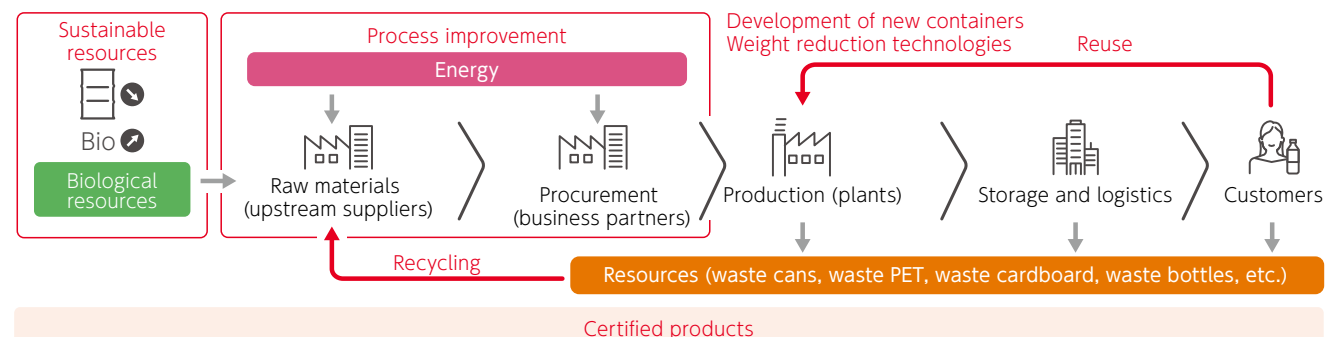 Sustainable
resources
Bio
Biological
resources
Process improvement
Energy
Raw materials
(upstream suppliers)
Procurement
(business partners)
Development of new containers
Weight reduction technologies
Reuse
Production (plants)
Storage and logistics
Customers
Recycling
Resources (waste cans, waste PET, waste cardboard, waste bottles, etc.)
Certified products